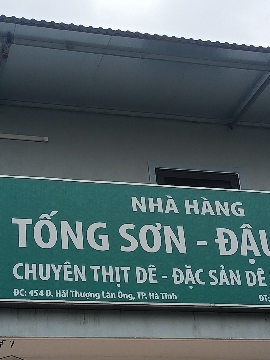 NHÀ HÀNG
TỐNG SƠN - ĐẬU
CHUYÊN THỊT DÊ - ĐẶC SẢN DÊ
ĐC: 454 Đ. Hải Thượng Lãn Ông, TP. Hà Tĩnh ĐT: